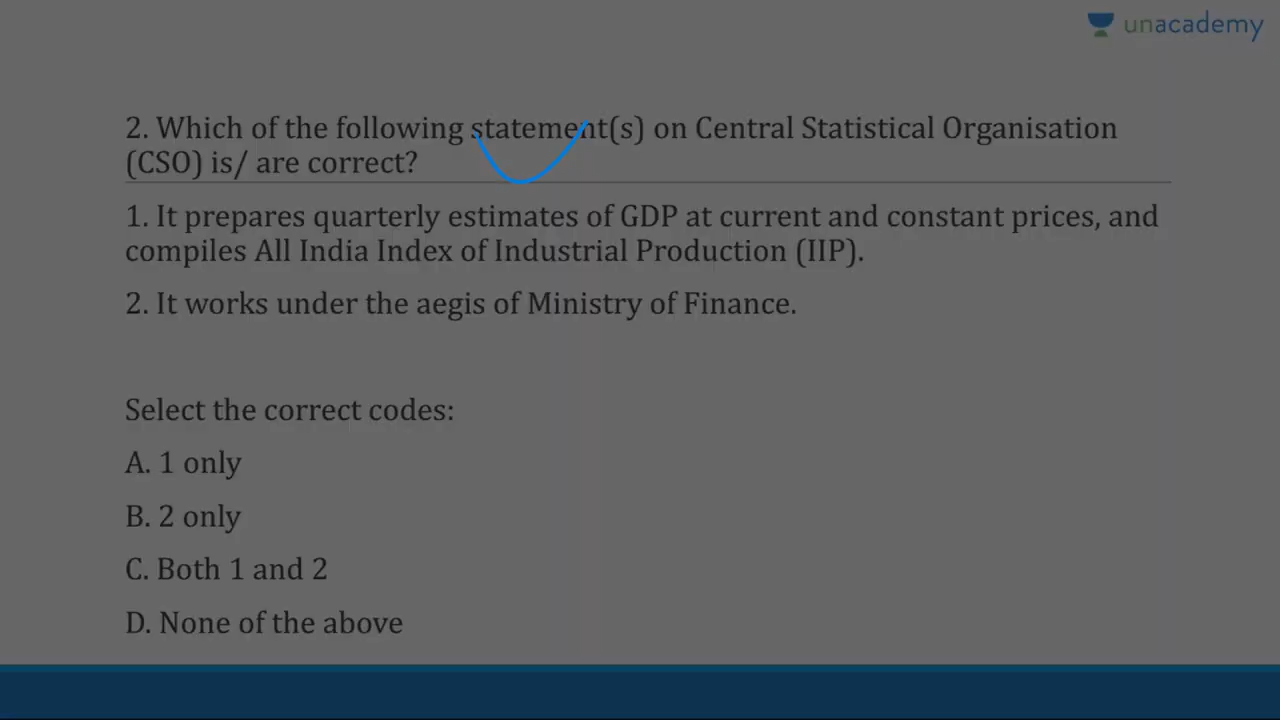 unacademy
2. Which of the following statement(s) on Central Statistical Organisation
(CSO) is/ are correct?
1. It prepares quarterly estimates of GDP at current and constant prices, and
compiles All India Index of Industrial Production (IIP).
2. It works under the aegis of Ministry of Finance.
Select the correct codes:
A. 1 only
B. 2 only
C. Both 1 and 2
D. None of the above